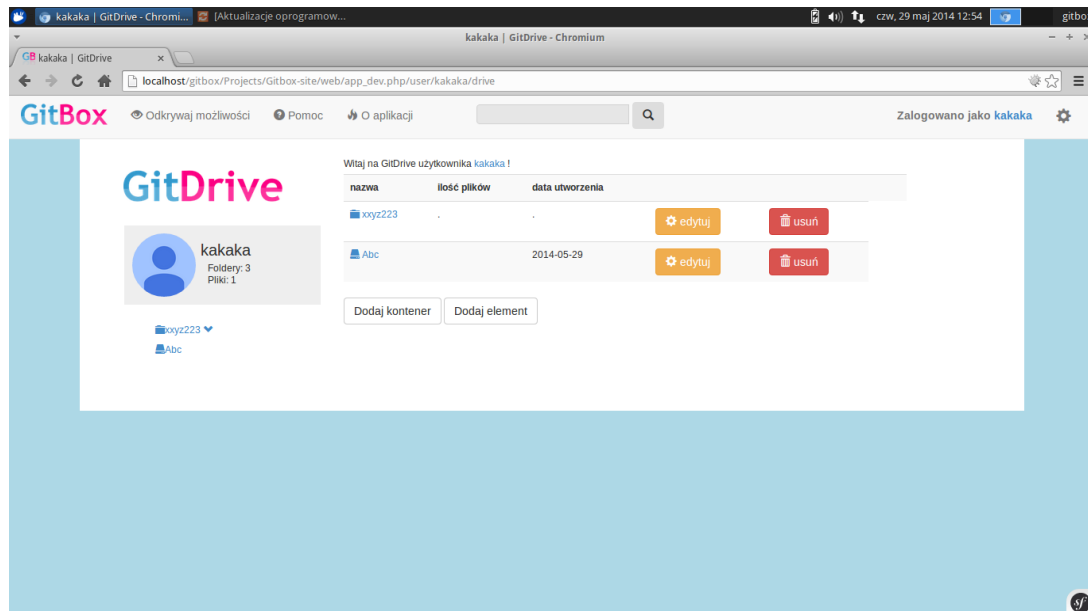 kakaka | GitDrive - Chromi... [Aktualizacje oprogramow... czw, 29 maj 2014 12:54 gitbo
kakaka | GitDrive - Chromium
GB kakaka | GitDrive
localhost/gitbox/Projects/Gitbox-site/web/app_dev.php/user/kakaka/drive
GitBox Odkrywaj możliwości Pomoc O aplikacji Zalogowano jako kakaka
GitDrive
kakaka
Foldery: 3
Pliki: 1
xxyz223
Abc
Witaj na GitDrive użytkownika kakaka !
nazwa ilość plików data utworzenia
xxyz223 . . edytuj usuń
Abc 2014-05-29 edytuj usuń
Dodaj kontener Dodaj element
sf